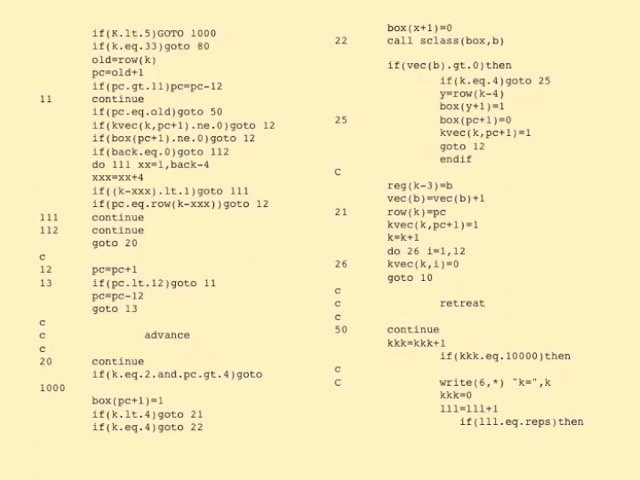 if(K.lt.5)GOTO 1000
if(k.eq.33)goto 80
old=row(k)
pc=old+1
if(pc.gt.11)pc=pc-12
11 continue
if(pc.eq.old)goto 50
if(kvec(k,pc+1).ne.0)goto 12
if(box(pc+1).ne.0)goto 12
if(back.eq.0)goto 112
do 111 xx=1,back-4
xxx=xx+4
if((k-xxx).lt.1)goto 111
if(pc.eq.row(k-xxx))goto 12
111 continue
112 continue
goto 20
c
12 pc=pc+1
13 if(pc.lt.12)goto 11
pc=pc-12
goto 13
c
c advance
c
20 continue
if(k.eq.2.and.pc.gt.4)goto
1000
box(pc+1)=1
if(k.lt.4)goto 21
if(k.eq.4)goto 22
box(x+1)=0
22 call sclass(box,b)
if(vec(b).gt.0)then
if(k.eq.4)goto 25
y=row(k-4)
box(y+1)=1
25 box(pc+1)=0
kvec(k,pc+1)=1
goto 12
endif
C
reg(k-3)=b
vec(b)=vec(b)+1
21 row(k)=pc
kvec(k,pc+1)=1
k=k+1
do 26 i=1,12
26 kvec(k,i)=0
goto 10
c
c retreat
c
50 continue
kkk=kkk+1
if(kkk.eq.10000)then
c
C write(6,*) "k=",k
kkk=0
lll=lll+1
if(lll.eq.reps)then